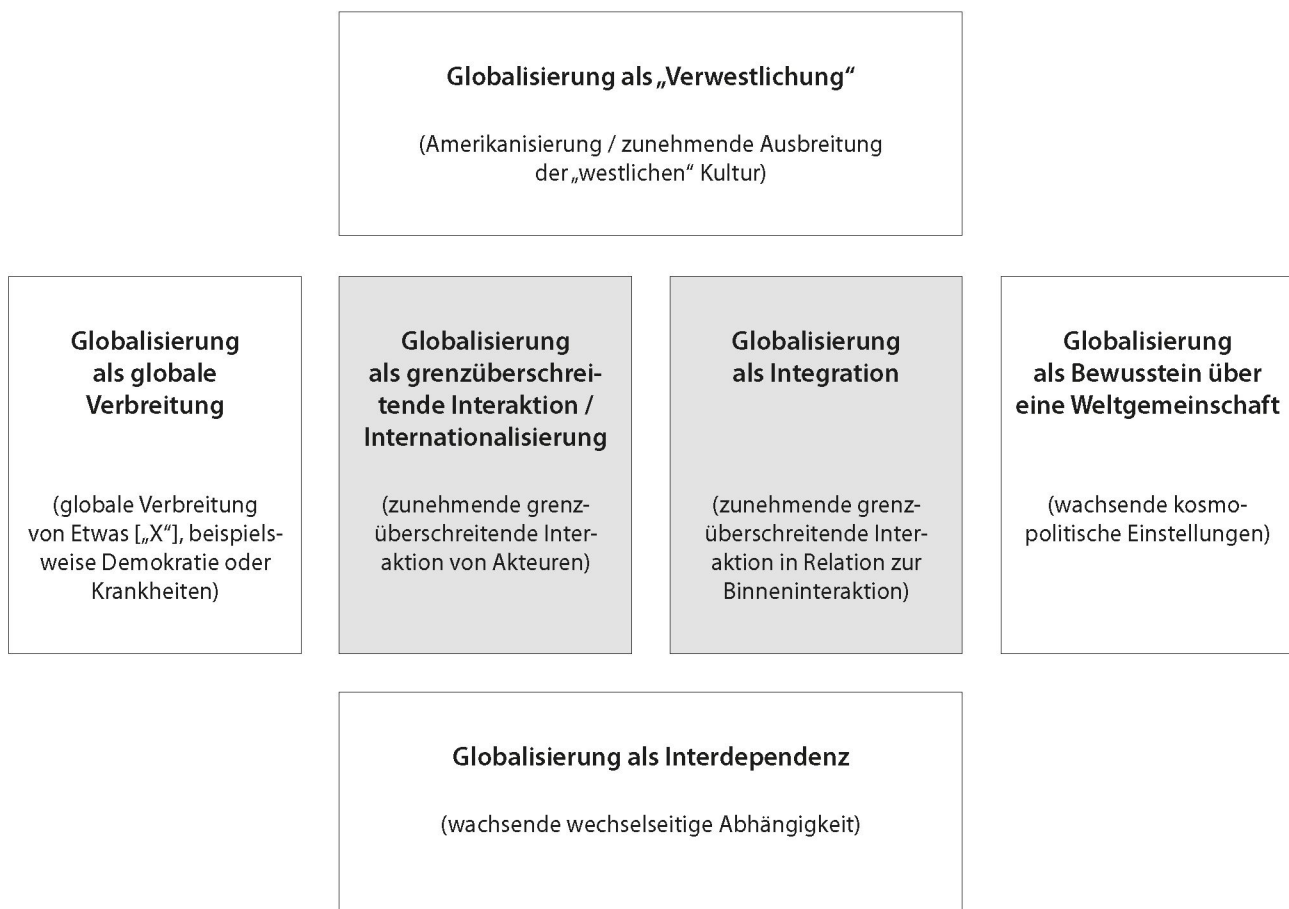 Globalisierung als „Verwestlichung“
(Amerikanisierung / zunehmende Ausbreitung
der „westlichen“ Kultur)
Globalisierung
als globale
Verbreitung
(globale Verbreitung
von Etwas [„X“], beispiels-
weise Demokratie oder
Krankheiten)
Globalisierung
als grenzüberschrei-
tende Interaktion /
Internationalisierung
(zunehmende grenz-
überschreitende Inter-
aktion von Akteuren)
Globalisierung
als Integration
(zunehmende grenz-
überschreitende Inter-
aktion in Relation zur
Binneninteraktion)
Globalisierung
als Bewusstein über
eine Weltgemeinschaft
(wachsende kosmo-
politische Einstellungen)
Globalisierung als Interdependenz
(wachsende wechselseitige Abhängigkeit)